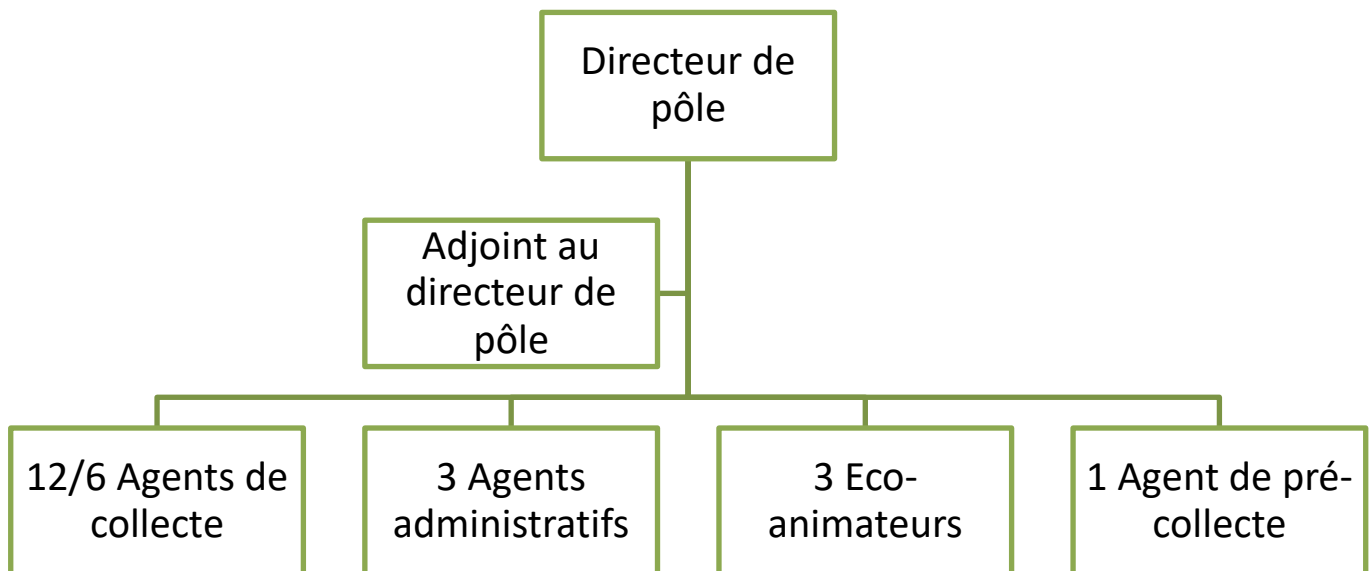 Directeur de
pôle
Adjoint au
directeur de
pôle
12/6 Agents de
collecte
3 Agents
administratifs
3 Eco-
animateurs
1 Agent de pré-
collecte